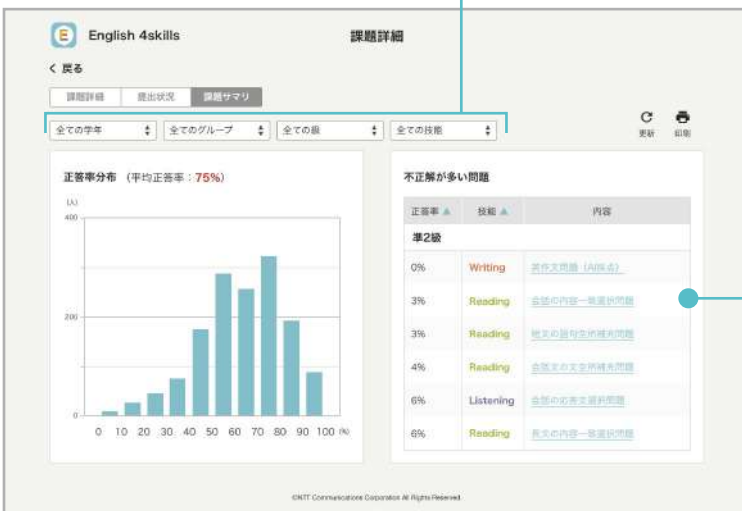 English 4skills
課題詳細
戻る
課題詳細 提出状況 課題サマリ
全ての学年 全てのグループ 全ての級 全ての技能
更新 印刷
正答率分布 (平均正答率：75%)
(人)
400
200
0
0 10 20 30 40 50 60 70 80 90 100 (%)
不正解が多い問題
正答率 技能 内容
準2級
0% Writing 英作文問題（AI採点）
3% Reading 会話の内容一致選択問題
3% Reading 短文の語句空所補充問題
4% Reading 会話文の文空所補充問題
6% Listening 会話の応答文選択問題
6% Reading 長文の内容一致選択問題
©NTT Communications Corporation All Rights Reserved.